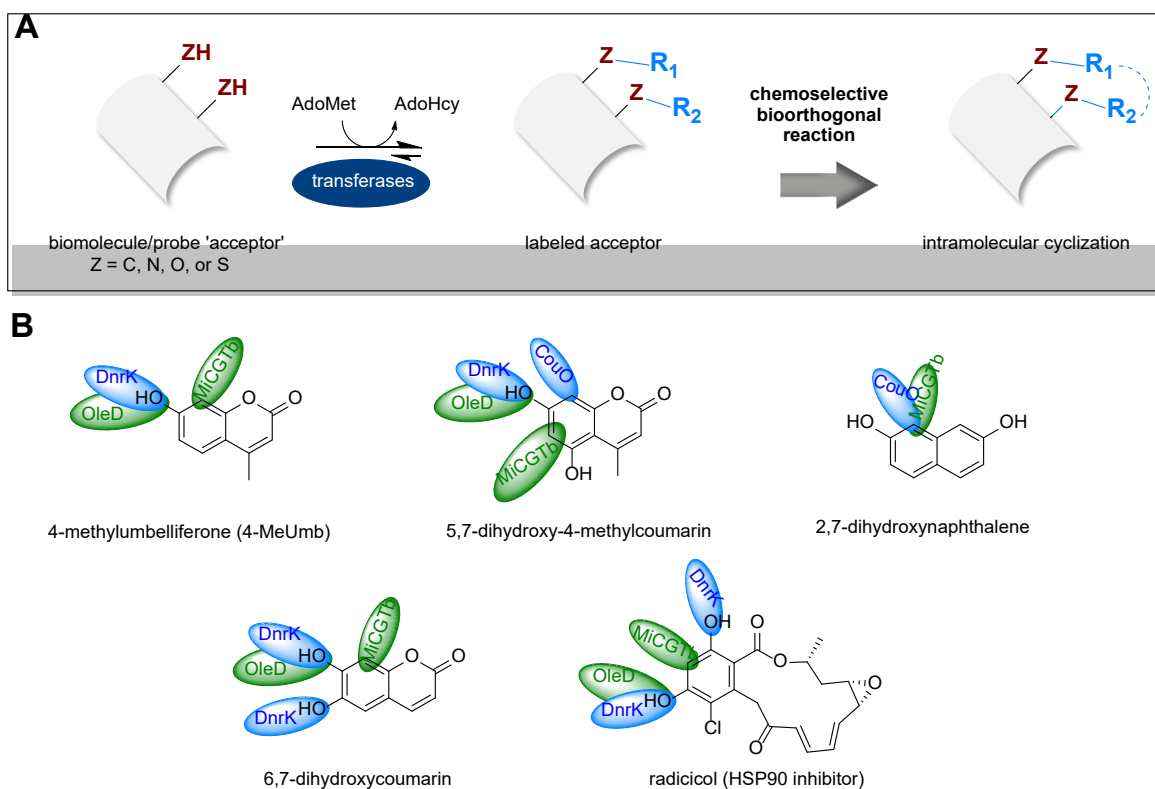 A
ZH
ZH
AdoMet AdoHcy
transferases
Z R1
Z R2
chemoselective
bioorthogonal
reaction
Z R1
Z R2
biomolecule/probe 'acceptor'
Z = C, N, O, or S
labeled acceptor
intramolecular cyclization
B
DnrK
OleD
HO
MiCGTb
O
O
4-methylumbelliferone (4-MeUmb)
DnrK
OleD
HO
CouO
MiCGTb
O
O
OH
5,7-dihydroxy-4-methylcoumarin
CouO
MiCGTb
HO
OH
2,7-dihydroxynaphthalene
DnrK
OleD
HO
MiCGTb
O
O
DnrK
HO
6,7-dihydroxycoumarin
DnrK
OH
MiCGTb
OleD
DnrK
HO
Cl
O
O
O
O
radicicol (HSP90 inhibitor)